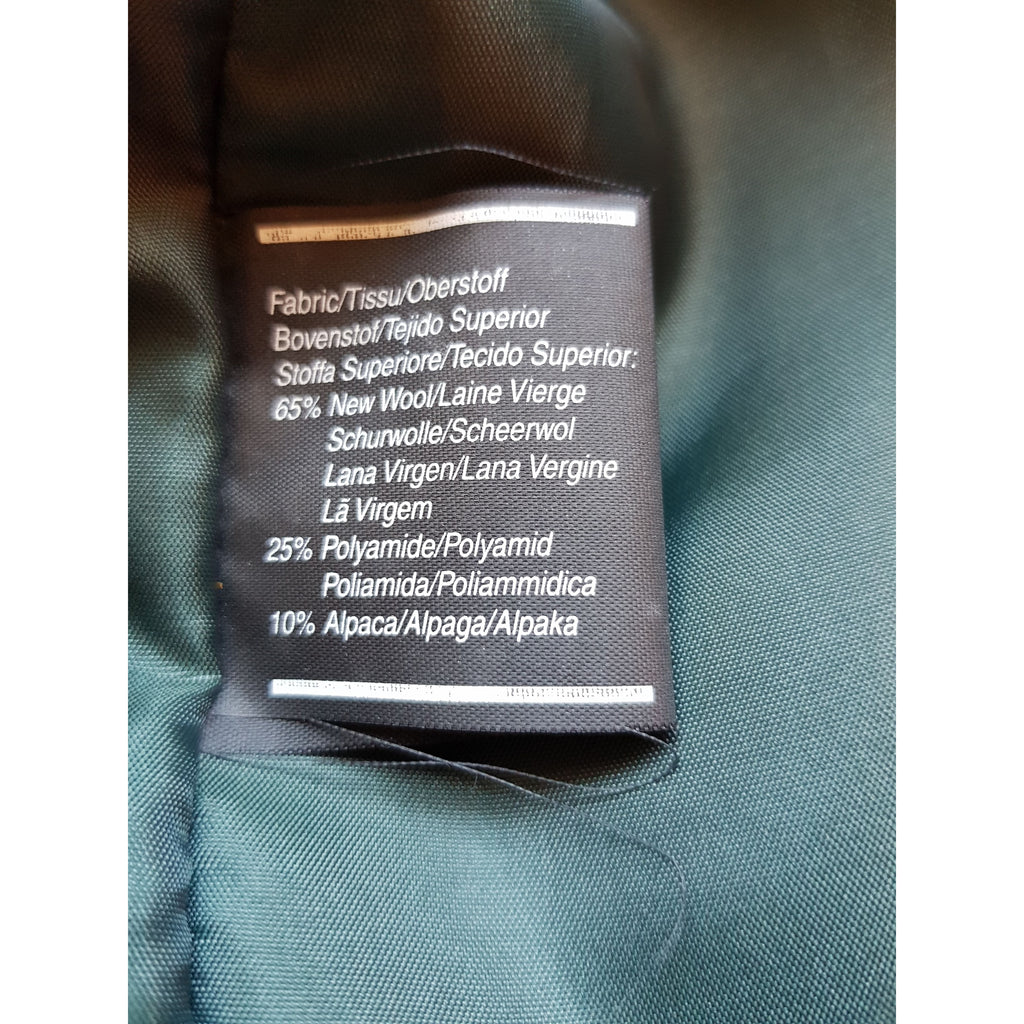 Fabric/Tissu/Oberstoff
Bovenstof/Tejido Superior
Stoffa Superiore/Tecido Superior:
65% New Wool/Laine Vierge
Schurwolle/Scheerwol
Lana Virgen/Lana Vergine
Lã Virgem
25% Polyamide/Polyamid
Poliamida/Poliammidica
10% Alpaca/Alpaga/Alpaka